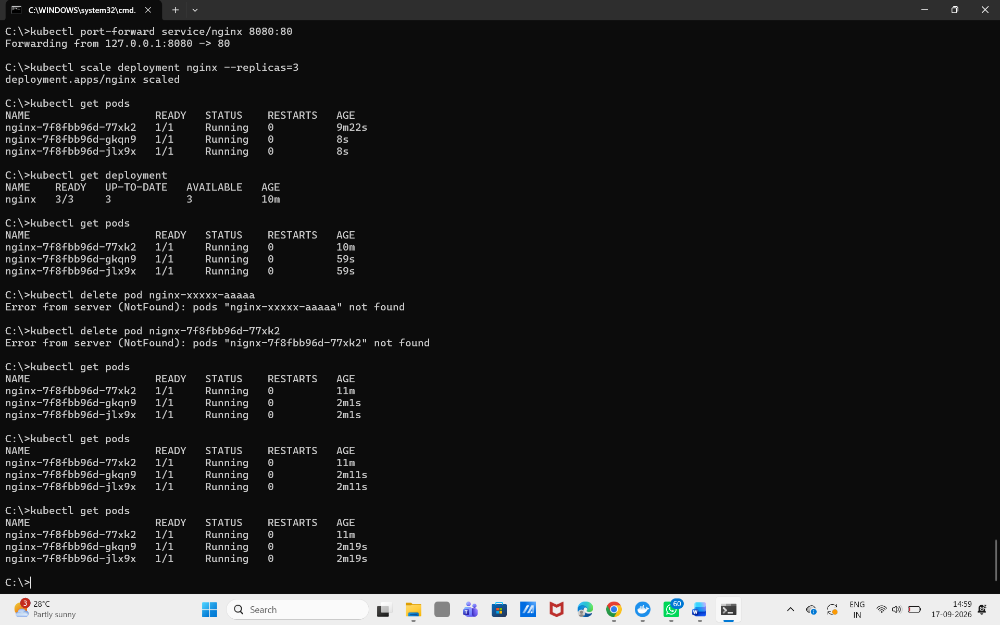 C:\WINDOWS\system32\cmd.
C:\>kubectl port-forward service/nginx 8080:80
Forwarding from 127.0.0.1:8080 -> 80
C:\>kubectl scale deployment nginx --replicas=3
deployment.apps/nginx scaled
C:\>kubectl get pods
NAME READY STATUS RESTARTS AGE
nginx-7f8fbb96d-77xk2 1/1 Running 0 9m22s
nginx-7f8fbb96d-gkqn9 1/1 Running 0 8s
nginx-7f8fbb96d-jlx9x 1/1 Running 0 8s
C:\>kubectl get deployment
NAME READY UP-TO-DATE AVAILABLE AGE
nginx 3/3 3 3 10m
C:\>kubectl get pods
NAME READY STATUS RESTARTS AGE
nginx-7f8fbb96d-77xk2 1/1 Running 0 10m
nginx-7f8fbb96d-gkqn9 1/1 Running 0 59s
nginx-7f8fbb96d-jlx9x 1/1 Running 0 59s
C:\>kubectl delete pod nginx-xxxxx-aaaaa
Error from server (NotFound): pods "nginx-xxxxx-aaaaa" not found
C:\>kubectl delete pod nignx-7f8fbb96d-77xk2
Error from server (NotFound): pods "nignx-7f8fbb96d-77xk2" not found
C:\>kubectl get pods
NAME READY STATUS RESTARTS AGE
nginx-7f8fbb96d-77xk2 1/1 Running 0 11m
nginx-7f8fbb96d-gkqn9 1/1 Running 0 2m1s
nginx-7f8fbb96d-jlx9x 1/1 Running 0 2m1s
C:\>kubectl get pods
NAME READY STATUS RESTARTS AGE
nginx-7f8fbb96d-77xk2 1/1 Running 0 11m
nginx-7f8fbb96d-gkqn9 1/1 Running 0 2m11s
nginx-7f8fbb96d-jlx9x 1/1 Running 0 2m11s
C:\>kubectl get pods
NAME READY STATUS RESTARTS AGE
nginx-7f8fbb96d-77xk2 1/1 Running 0 11m
nginx-7f8fbb96d-gkqn9 1/1 Running 0 2m19s
nginx-7f8fbb96d-jlx9x 1/1 Running 0 2m19s
C:\>
3 28°C
Partly sunny
Search
60
ENG
IN
14:59
17-09-2026